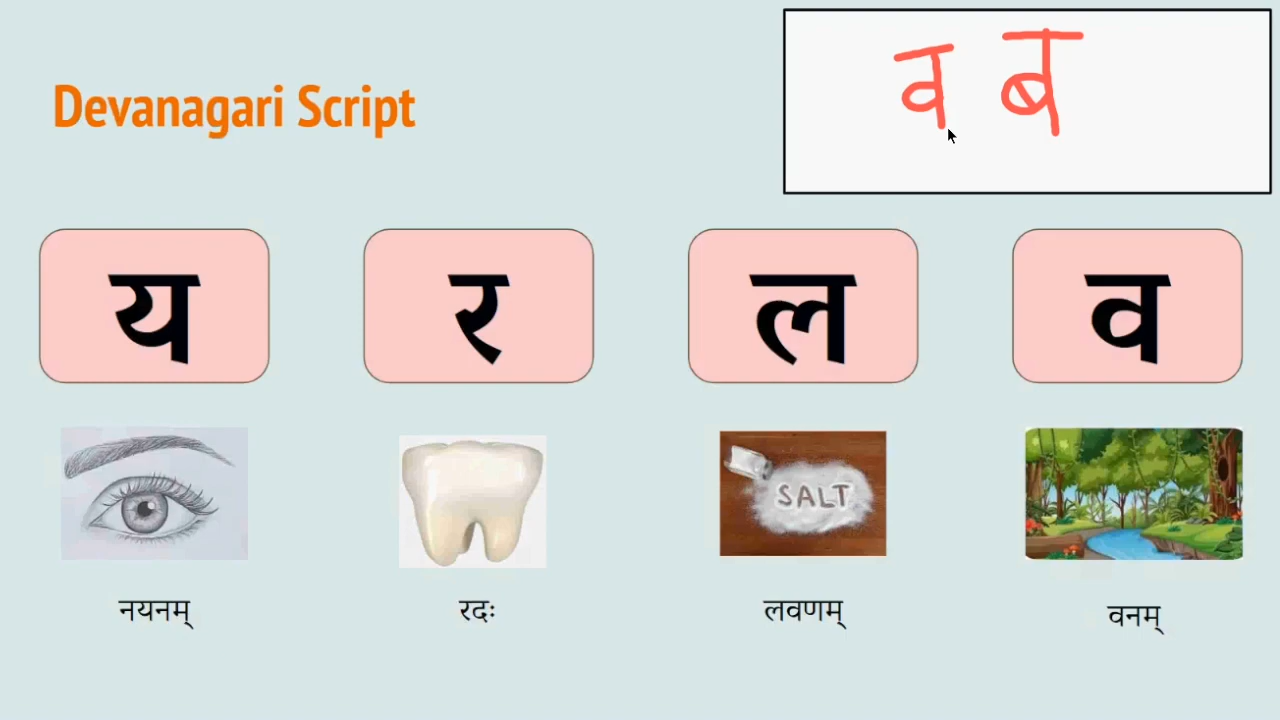 Devanagari Script
व ब
य र ल व
SALT
नयनम् रदः लवणम् वनम्